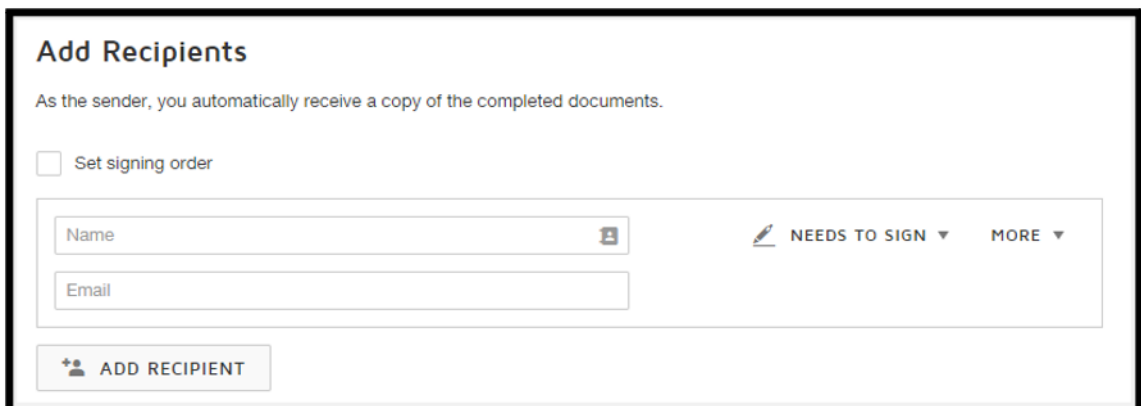 Add Recipients
As the sender, you automatically receive a copy of the completed documents.
Set signing order
Name
NEEDS TO SIGN
MORE
Email
ADD RECIPIENT